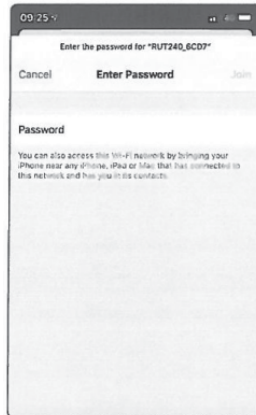 09:25
4G
Enter the password for "RUT240_6CD7"
Cancel
Enter Password
Join
Password
You can also access this Wi-Fi network by bringing your
iPhone near any iPhone, iPad or Mac that has connected to
this network and has you in its contacts.